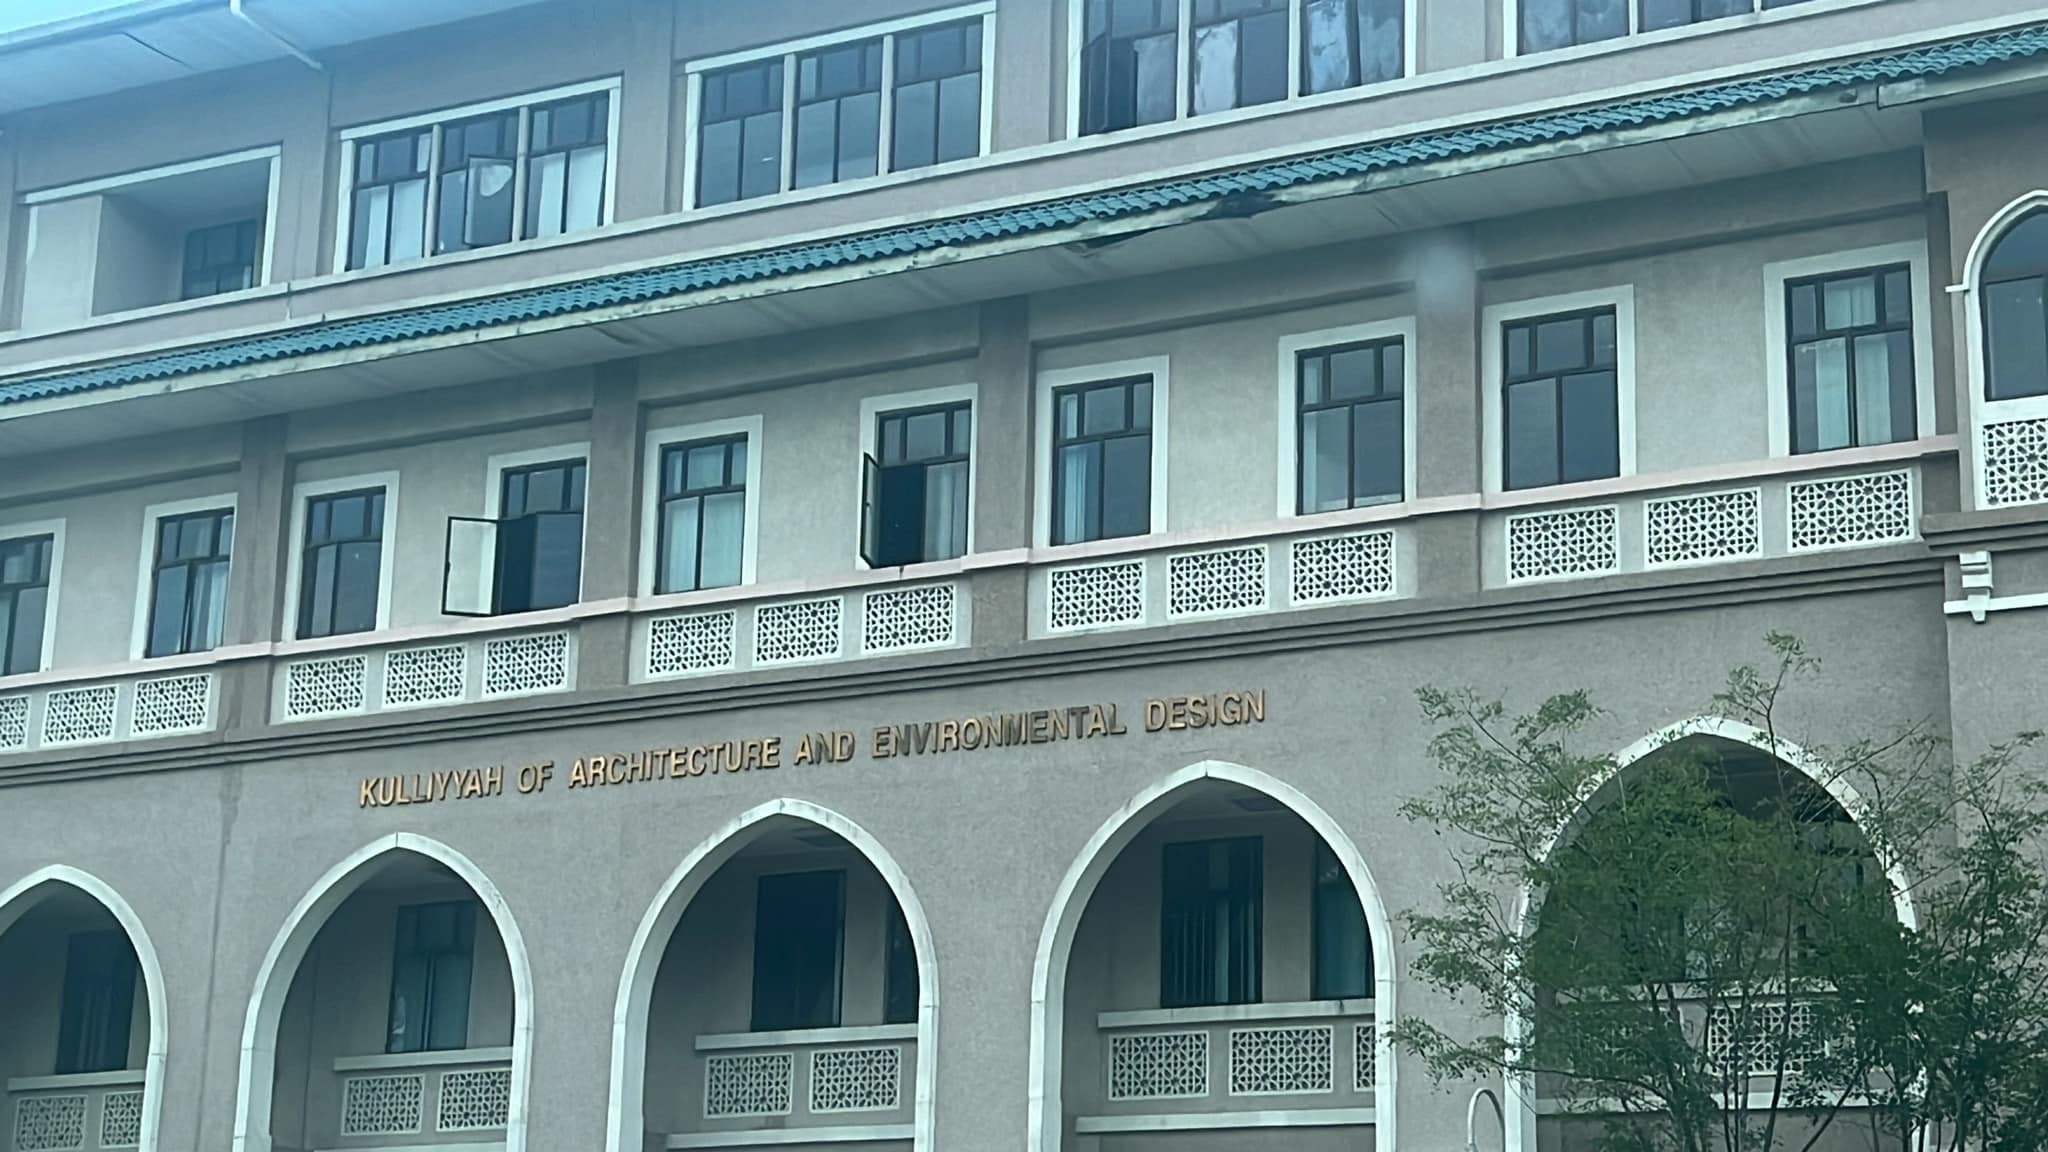 KULLIYYAH OF ARCHITECTURE AND ENVIRONMENTAL DESIGN